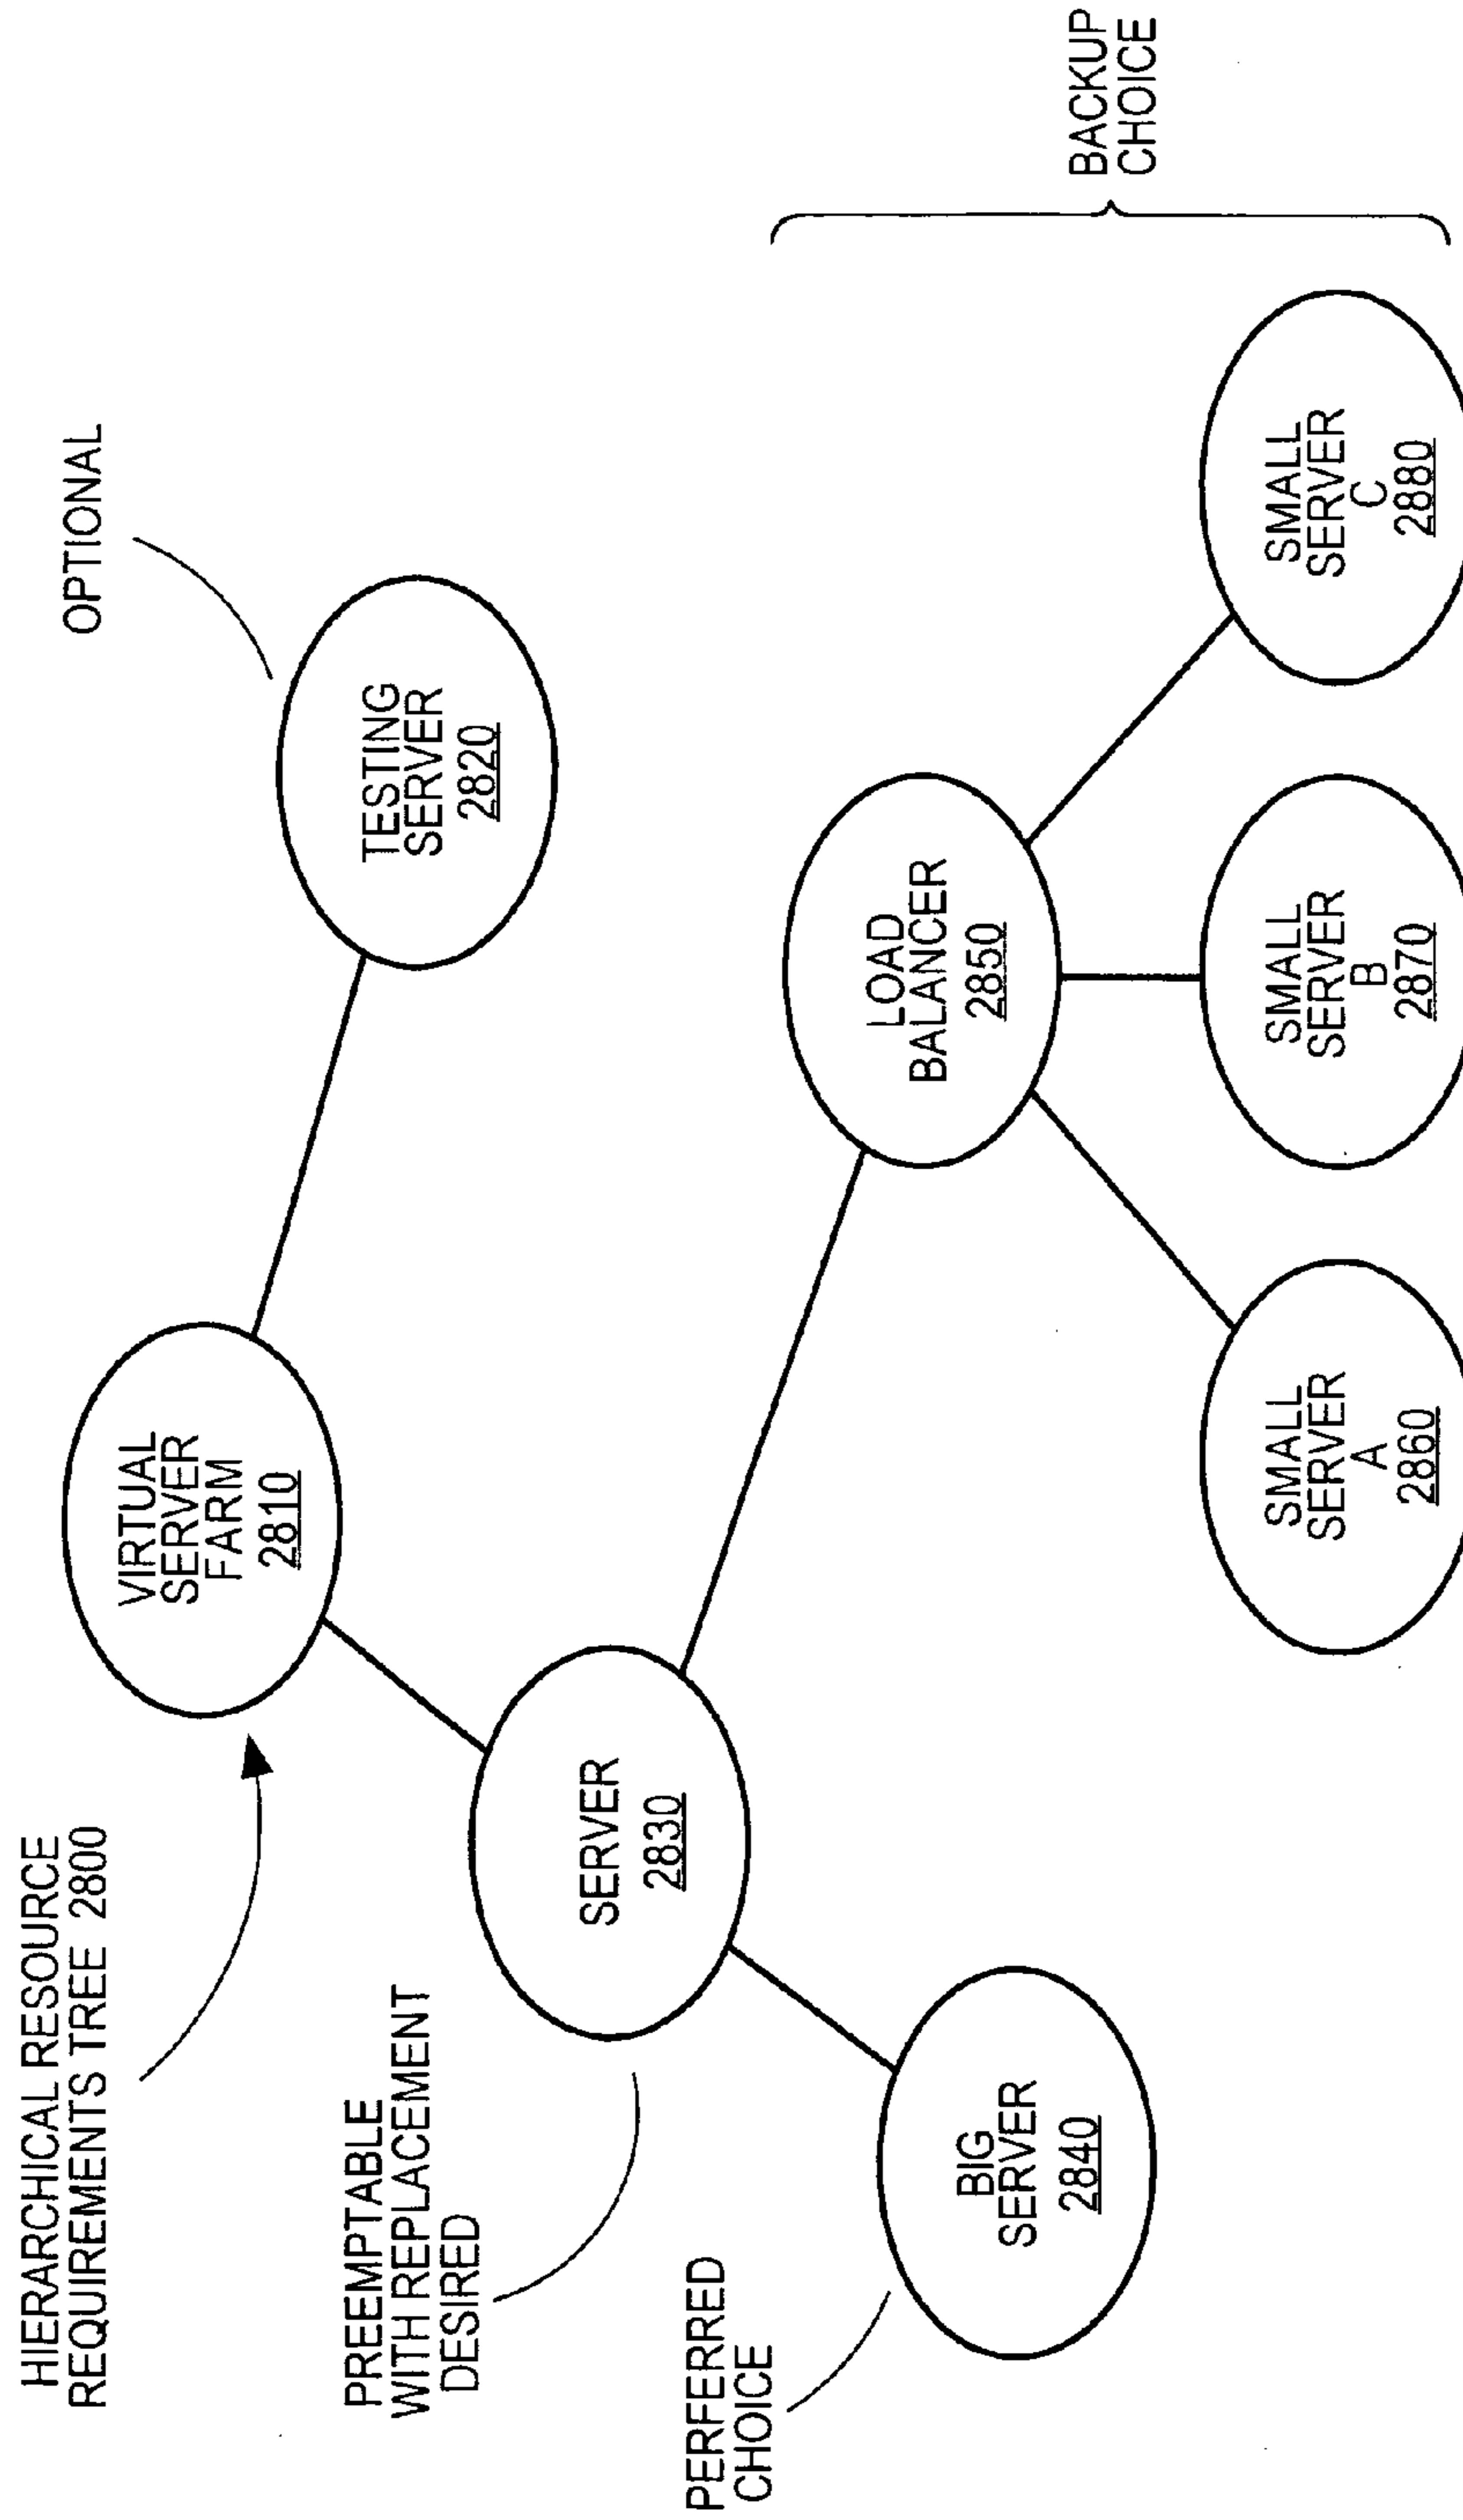 HIERARCHICAL RESOURCE
REQUIREMENTS TREE 2800
VIRTUAL
SERVER
FARM
2810
OPTIONAL
TESTING
SERVER
2820
PREEMPTABLE
WITH REPLACEMENT
DESIRED
SERVER
2830
PERFERRED
CHOICE
BIG
SERVER
2840
LOAD
BALANCER
2850
BACKUP
CHOICE
SMALL
SERVER
A
2860
SMALL
SERVER
B
2870
SMALL
SERVER
C
2880